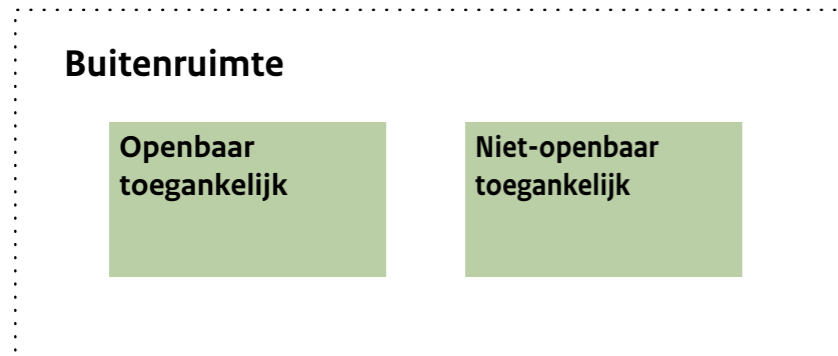 Buitenruimte
Openbaar
toegankelijk
Niet-openbaar
toegankelijk